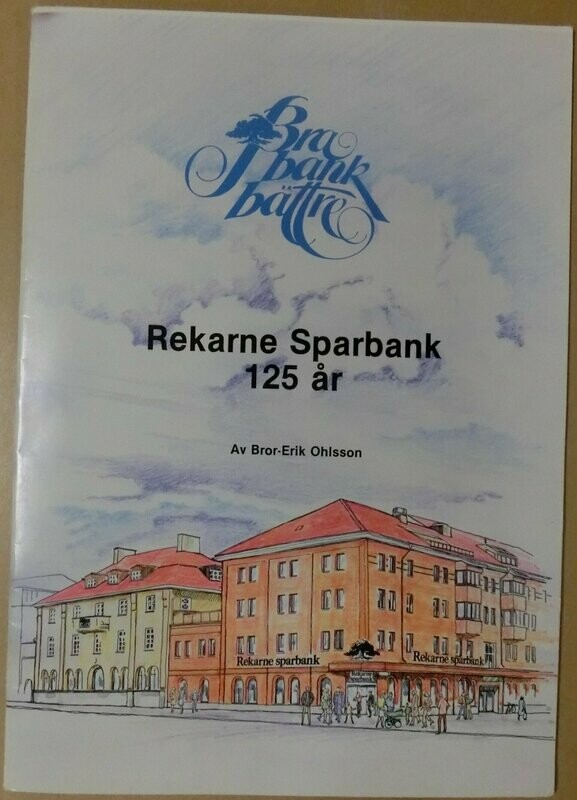 Bra
bank
bättre
Rekarne Sparbank
125 år
Av Bror-Erik Ohlsson
Rekarne sparbank
Rekarne sparbank